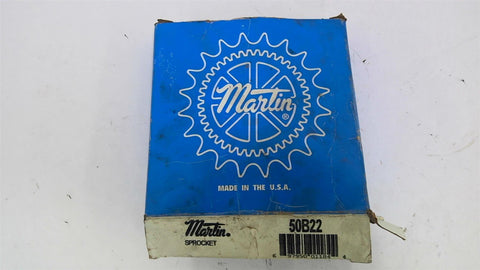 Martin®
MADE IN THE U.S.A.
Martin® 50B22
SPROCKET